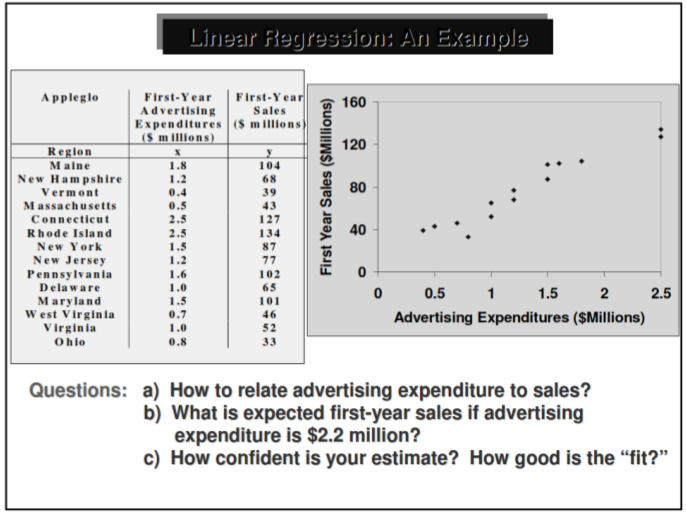 Linear Regression: An Example
Appleglo First-Year First-Year
Advertising Sales
Expenditures ($ millions)
($ millions)
Region x y
Maine 1.8 104
New Hampshire 1.2 68
Vermont 0.4 39
Massachusetts 0.5 43
Connecticut 2.5 127
Rhode Island 2.5 134
New York 1.5 87
New Jersey 1.2 77
Pennsylvania 1.6 102
Delaware 1.0 65
Maryland 1.5 101
West Virginia 0.7 46
Virginia 1.0 52
Ohio 0.8 33
First Year Sales ($Millions)
160
120
80
40
0
0 0.5 1 1.5 2 2.5
Advertising Expenditures ($Millions)
Questions: a) How to relate advertising expenditure to sales?
b) What is expected first-year sales if advertising
expenditure is $2.2 million?
c) How confident is your estimate? How good is the “fit?”